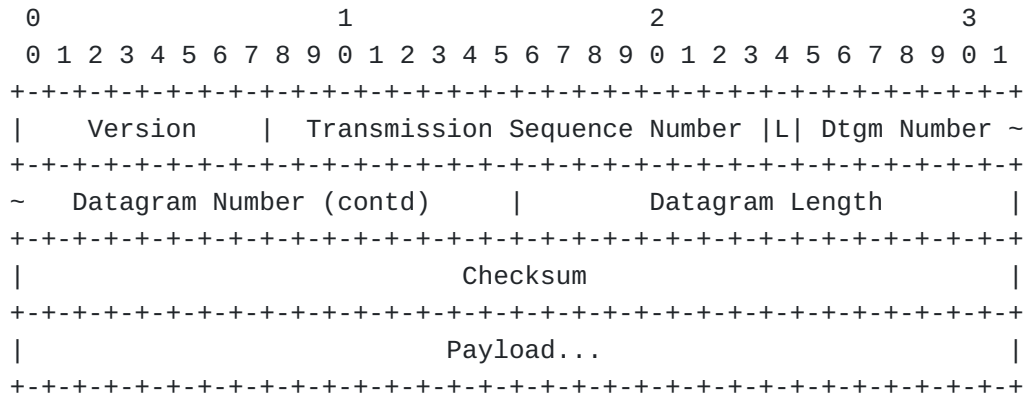 0                   1                   2                   3
0 1 2 3 4 5 6 7 8 9 0 1 2 3 4 5 6 7 8 9 0 1 2 3 4 5 6 7 8 9 0 1
+-+-+-+-+-+-+-+-+-+-+-+-+-+-+-+-+-+-+-+-+-+-+-+-+-+-+-+-+-+-+-+-+
|    Version    |  Transmission Sequence Number |L| Dtgm Number ~
+-+-+-+-+-+-+-+-+-+-+-+-+-+-+-+-+-+-+-+-+-+-+-+-+-+-+-+-+-+-+-+-+
~   Datagram Number (contd)     |        Datagram Length        |
+-+-+-+-+-+-+-+-+-+-+-+-+-+-+-+-+-+-+-+-+-+-+-+-+-+-+-+-+-+-+-+-+
|                            Checksum                           |
+-+-+-+-+-+-+-+-+-+-+-+-+-+-+-+-+-+-+-+-+-+-+-+-+-+-+-+-+-+-+-+-+
|                           Payload...                          |
+-+-+-+-+-+-+-+-+-+-+-+-+-+-+-+-+-+-+-+-+-+-+-+-+-+-+-+-+-+-+-+-+